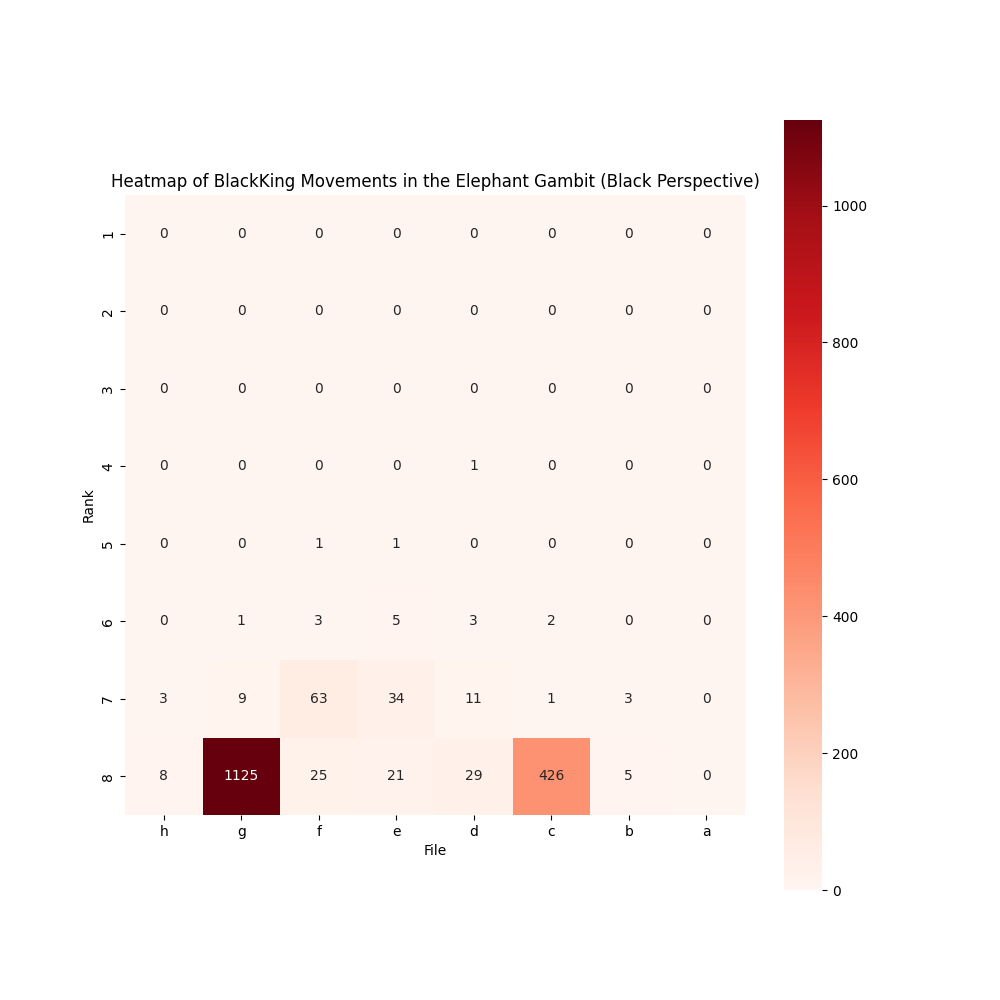 Heatmap of BlackKing Movements in the Elephant Gambit (Black Perspective)
1 0 0 0 0 0 0 0 0
2 0 0 0 0 0 0 0 0
3 0 0 0 0 0 0 0 0
4 0 0 0 0 1 0 0 0
Rank
5 0 0 1 1 0 0 0 0
6 0 1 3 5 3 2 0 0
7 3 9 63 34 11 1 3 0
8 8 1125 25 21 29 426 5 0
h g f e d c b a
File
1000
800
600
400
200
0